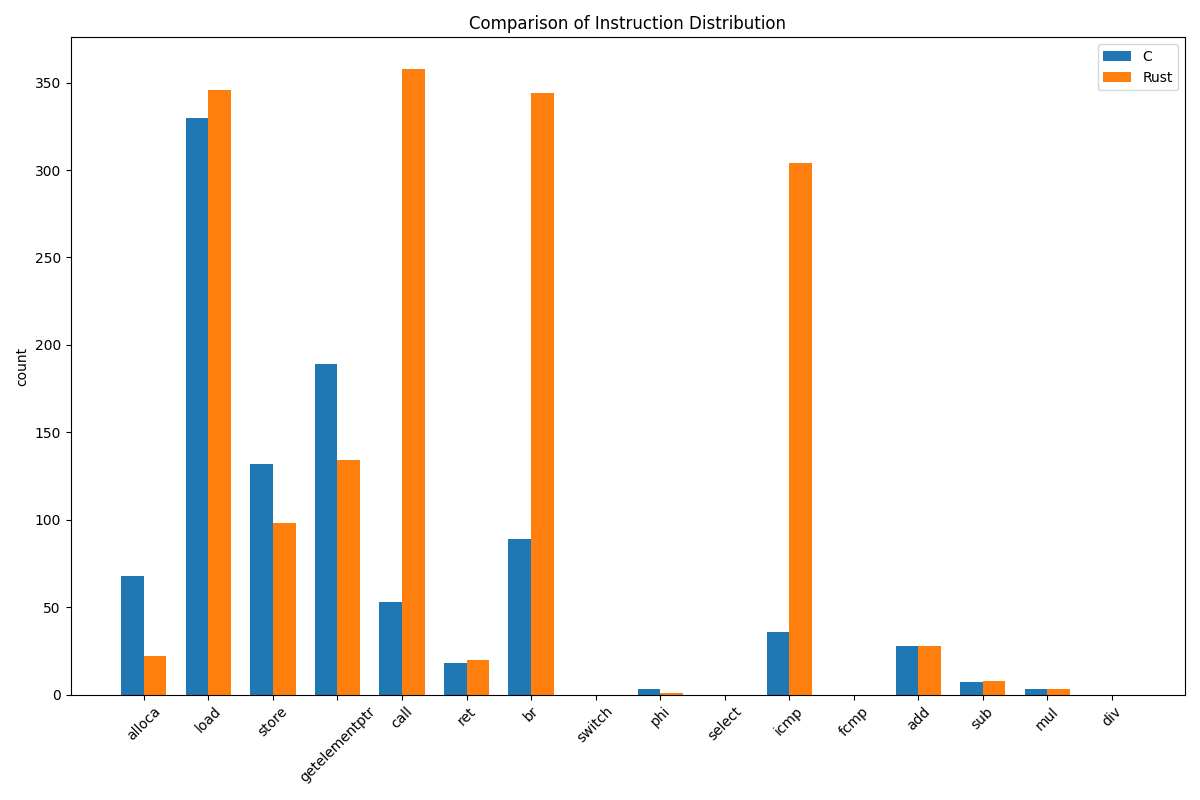 Comparison of Instruction Distribution
C
Rust
count
350
300
250
200
150
100
50
0
alloca
load
store
getelementptr
call
ret
br
switch
phi
select
icmp
fcmp
add
sub
mul
div